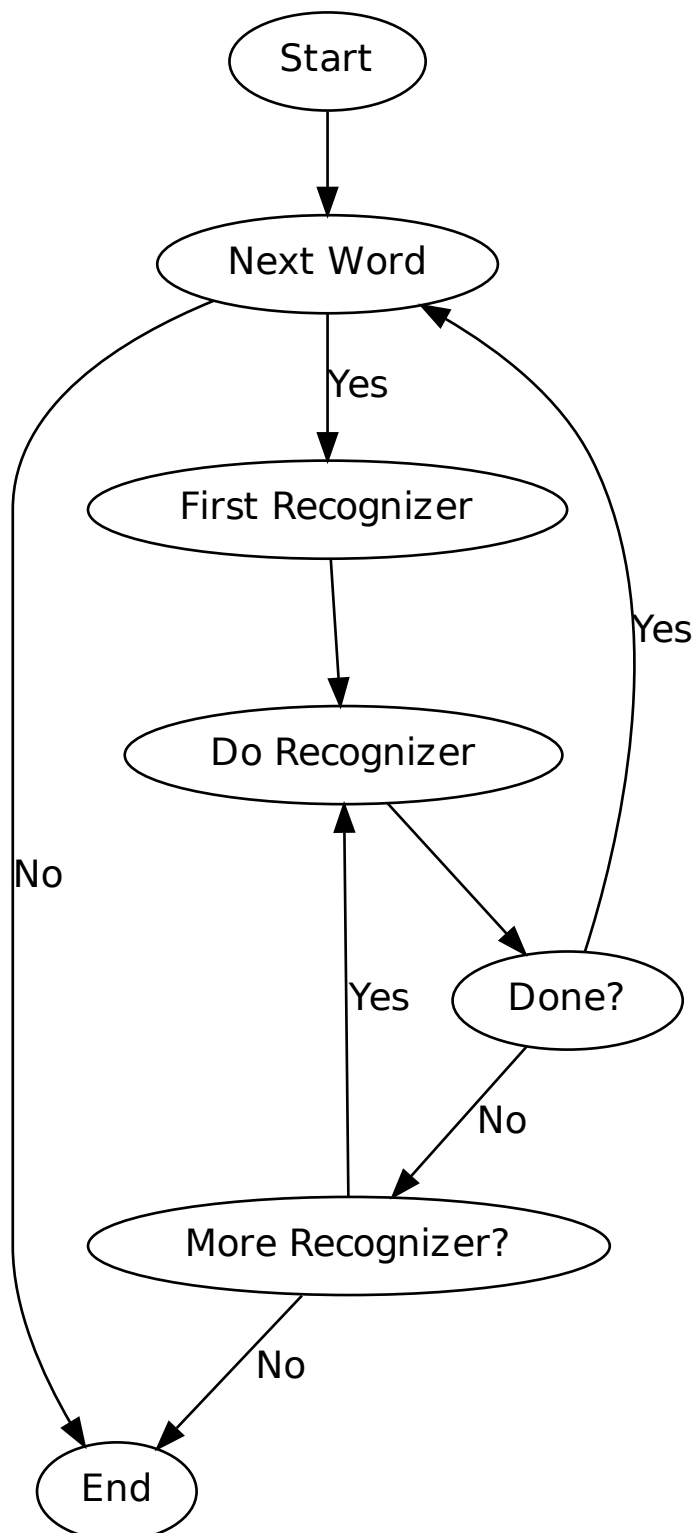 Start
Next Word
Yes
First Recognizer
Yes
Do Recognizer
No
Yes
Done?
No
More Recognizer?
No
End